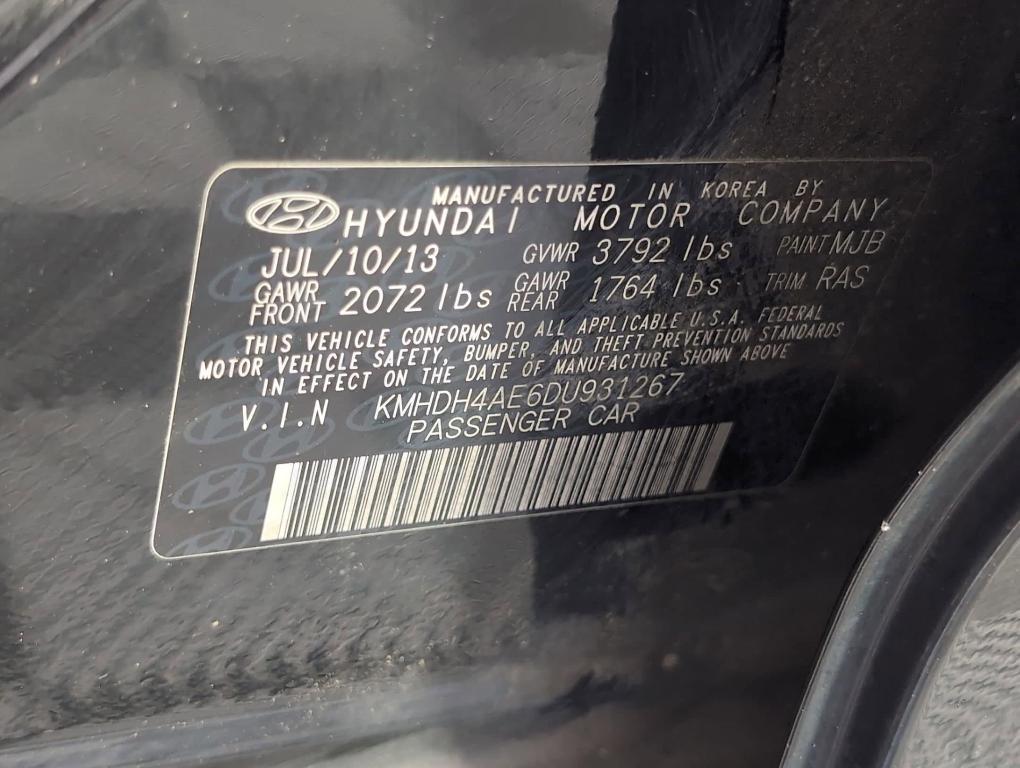 MANUFACTURED IN KOREA BY
HYUNDAI MOTOR COMPANY
JUL/10/13 GVWR 3792 lbs PAINT MJB
GAWR FRONT 2072 lbs GAWR REAR 1764 lbs TRIM RAS
THIS VEHICLE CONFORMS TO ALL APPLICABLE U.S.A. FEDERAL
MOTOR VEHICLE SAFETY, BUMPER, AND THEFT PREVENTION STANDARDS
IN EFFECT ON THE DATE OF MANUFACTURE SHOWN ABOVE
V.I.N KMHDH4AE6DU931267
PASSENGER CAR